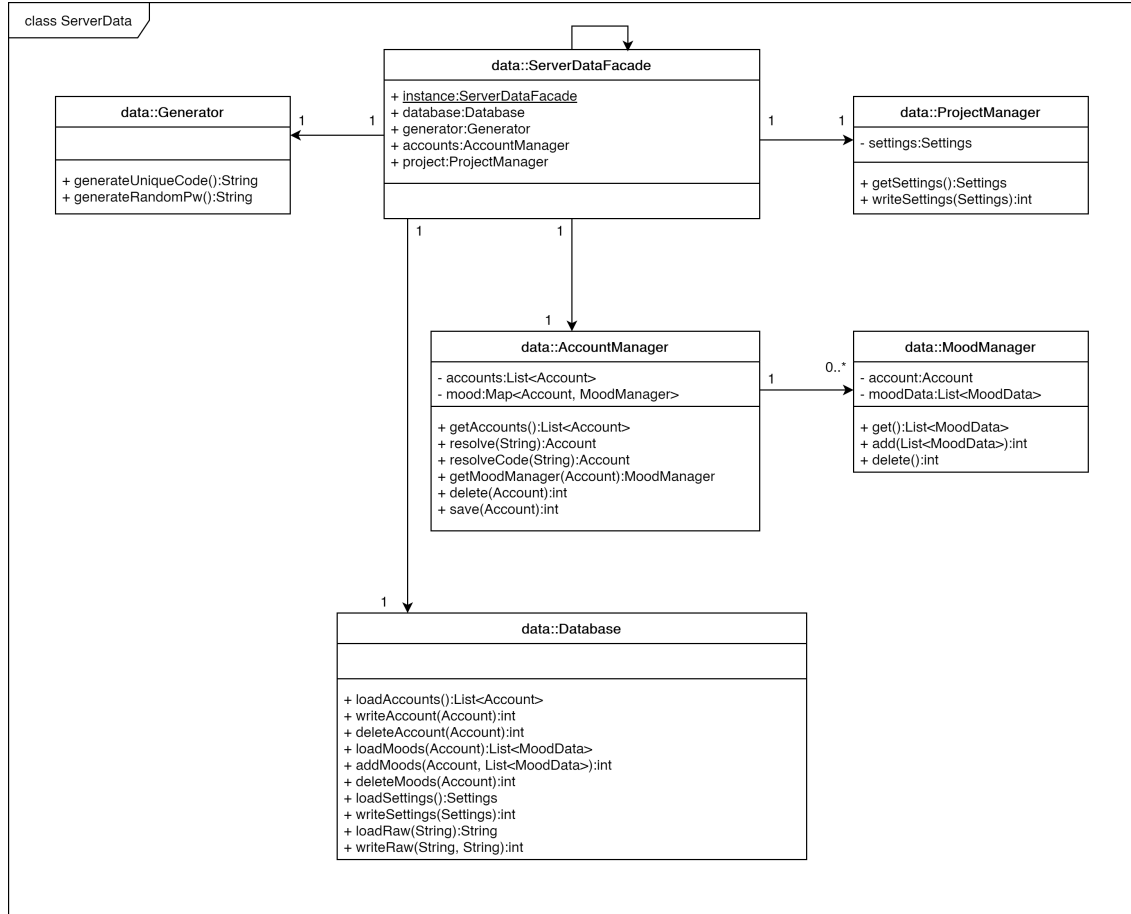 class ServerData
data::ServerDataFacade
+ instance:ServerDataFacade
+ database:Database
+ generator:Generator
+ accounts:AccountManager
+ project:ProjectManager
data::Generator
+ generateUniqueCode():String
+ generateRandomPw():String
1
1
1
1
data::ProjectManager
- settings:Settings
+ getSettings():Settings
+ writeSettings(Settings):int
1
1
1
data::AccountManager
- accounts:List<Account>
- mood:Map<Account, MoodManager>
+ getAccounts():List<Account>
+ resolve(String):Account
+ resolveCode(String):Account
+ getMoodManager(Account):MoodManager
+ delete(Account):int
+ save(Account):int
1
0..*
data::MoodManager
- account:Account
- moodData:List<MoodData>
+ get():List<MoodData>
+ add(List<MoodData>):int
+ delete():int
1
data::Database
+ loadAccounts():List<Account>
+ writeAccount(Account):int
+ deleteAccount(Account):int
+ loadMoods(Account):List<MoodData>
+ addMoods(Account, List<MoodData>):int
+ deleteMoods(Account):int
+ loadSettings():Settings
+ writeSettings(Settings):int
+ loadRaw(String):String
+ writeRaw(String, String):int